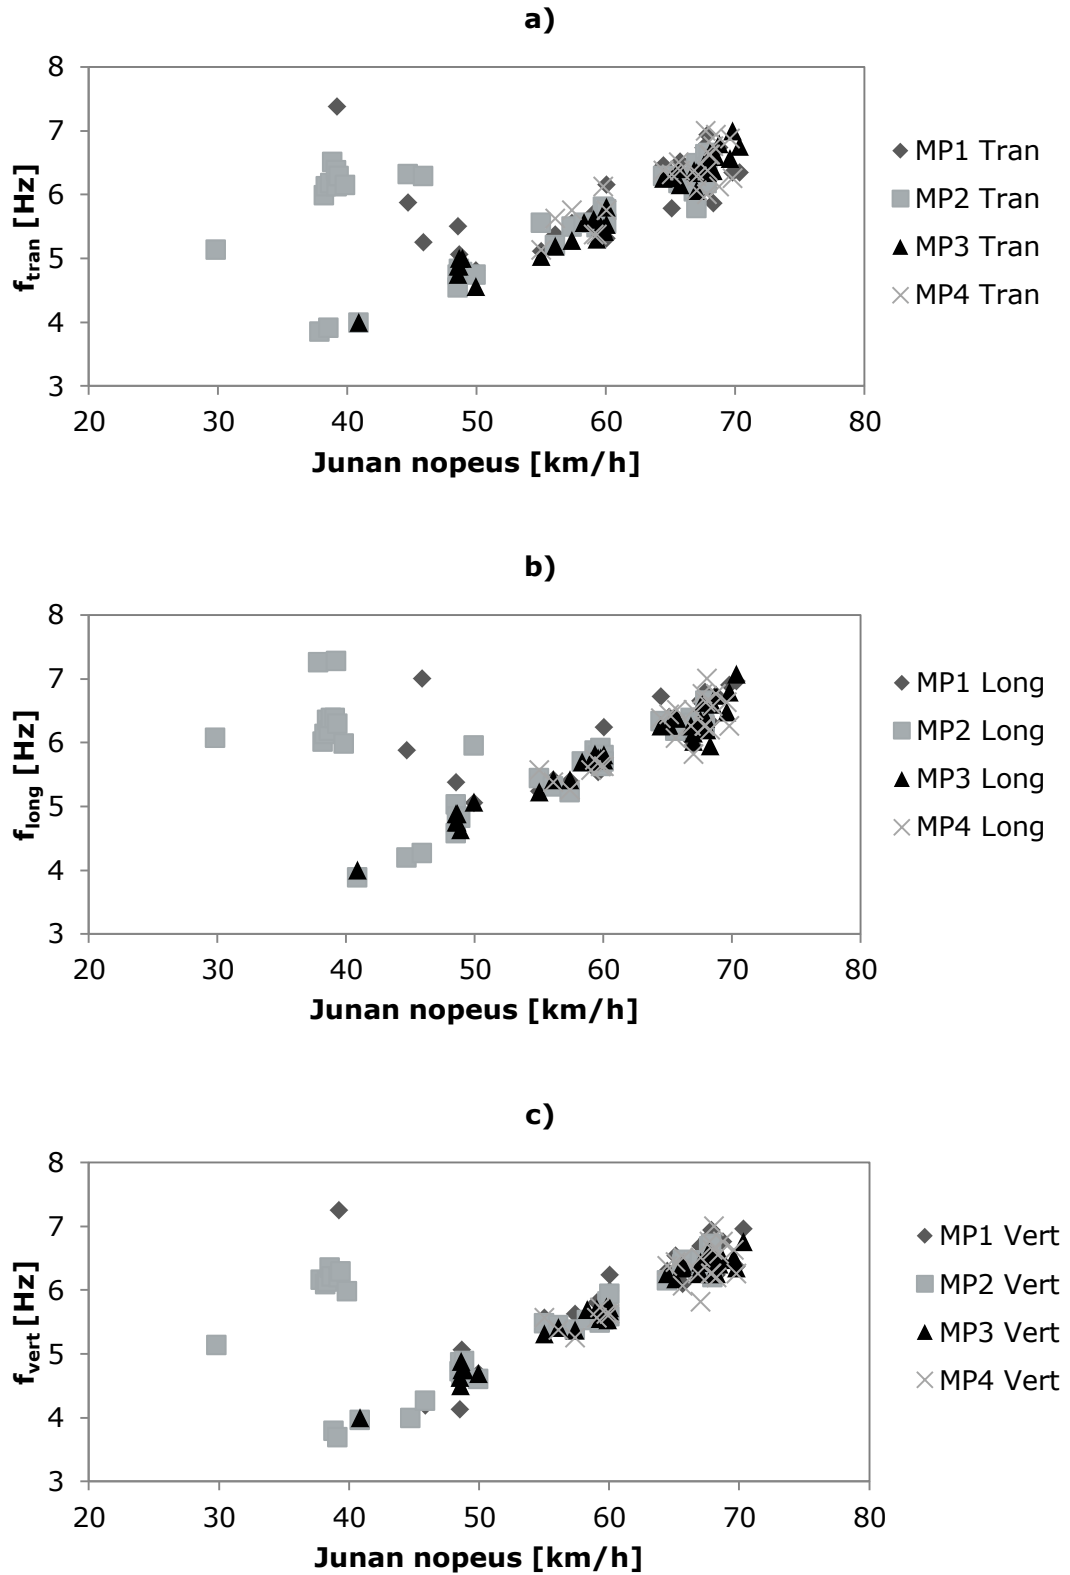 a)
8
7
6
5
4
3
f_tran [Hz]
20 30 40 50 60 70 80
Junan nopeus [km/h]
MP1 Tran
MP2 Tran
MP3 Tran
MP4 Tran
b)
8
7
6
5
4
3
f_long [Hz]
20 30 40 50 60 70 80
Junan nopeus [km/h]
MP1 Long
MP2 Long
MP3 Long
MP4 Long
c)
8
7
6
5
4
3
f_vert [Hz]
20 30 40 50 60 70 80
Junan nopeus [km/h]
MP1 Vert
MP2 Vert
MP3 Vert
MP4 Vert